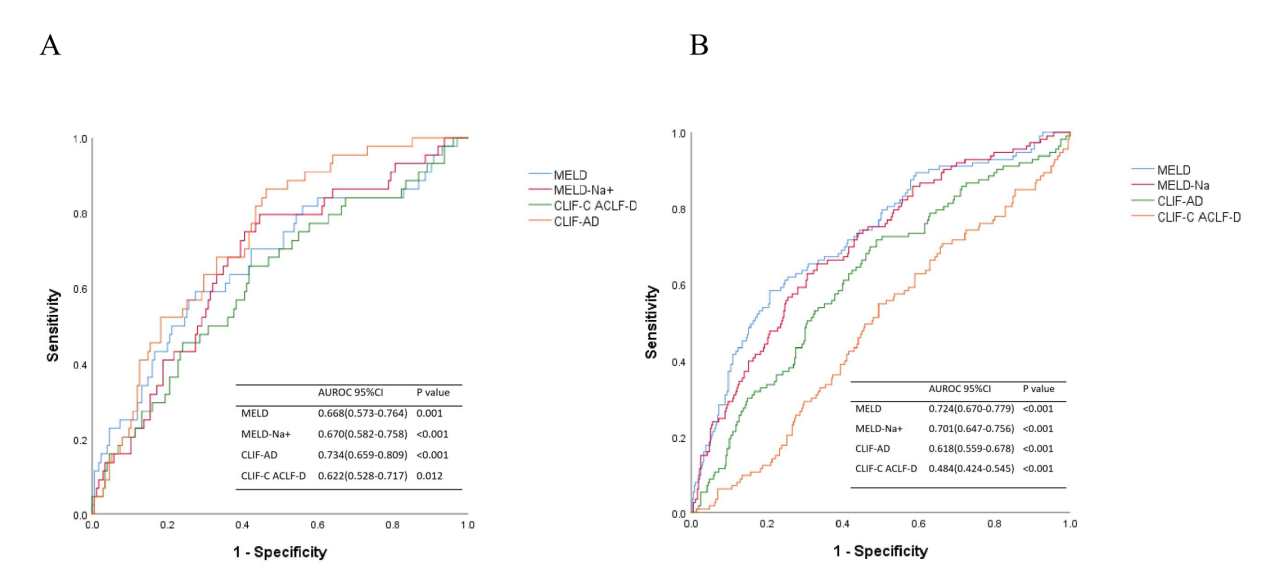 A
1.0
0.8
0.6
0.4
0.2
0.0
0.0 0.2 0.4 0.6 0.8 1.0
Sensitivity
1 - Specificity
MELD
MELD-Na+
CLIF-C ACLF-D
CLIF-AD
AUROC 95%CI P value
MELD 0.668(0.573-0.764) 0.001
MELD-Na+ 0.670(0.582-0.758) <0.001
CLIF-AD 0.734(0.659-0.809) <0.001
CLIF-C ACLF-D 0.622(0.528-0.717) 0.012
B
1.0
0.8
0.6
0.4
0.2
0.0
0.0 0.2 0.4 0.6 0.8 1.0
Sensitivity
1 - Specificity
MELD
MELD-Na
CLIF-AD
CLIF-C ACLF-D
AUROC 95%CI P value
MELD 0.724(0.670-0.779) <0.001
MELD-Na+ 0.701(0.647-0.756) <0.001
CLIF-AD 0.618(0.559-0.678) <0.001
CLIF-C ACLF-D 0.484(0.424-0.545) <0.001